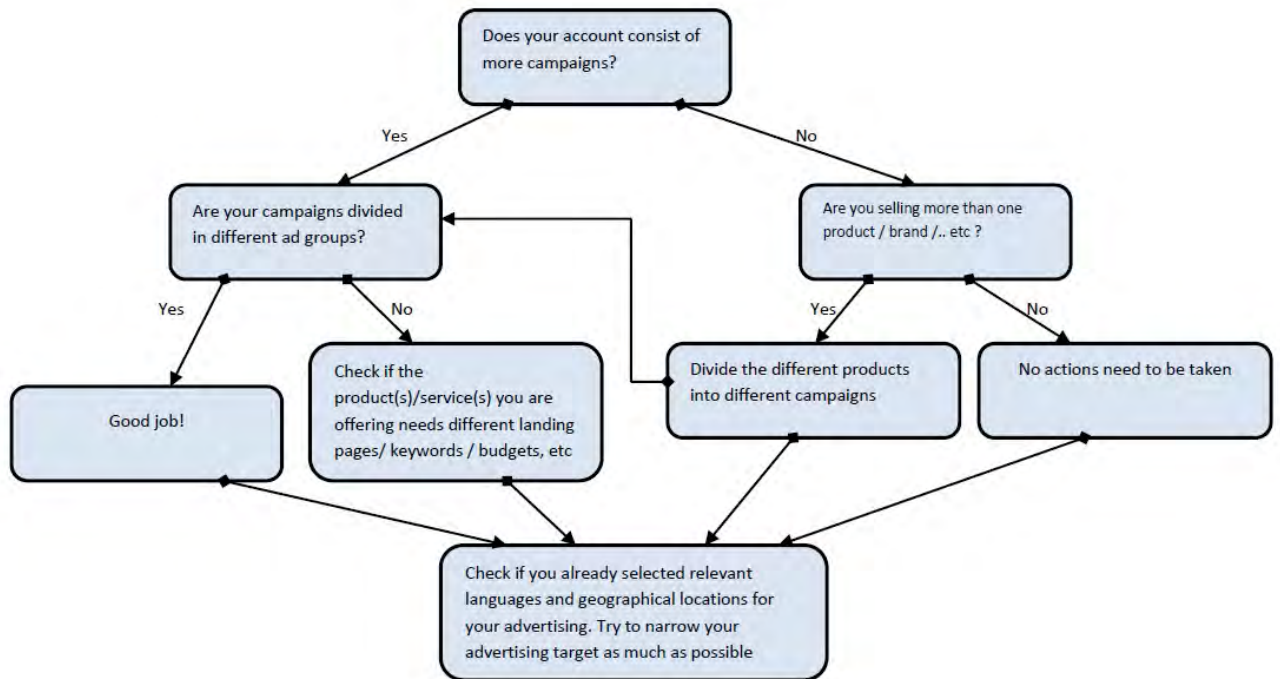 Does your account consist of
more campaigns?
Yes
No
Are your campaigns divided
in different ad groups?
Are you selling more than one
product / brand /.. etc ?
Yes
No
Yes
No
Good job!
Check if the
product(s)/service(s) you are
offering needs different landing
pages/ keywords / budgets, etc
Divide the different products
into different campaigns
No actions need to be taken
Check if you already selected relevant
languages and geographical locations for
your advertising. Try to narrow your
advertising target as much as possible